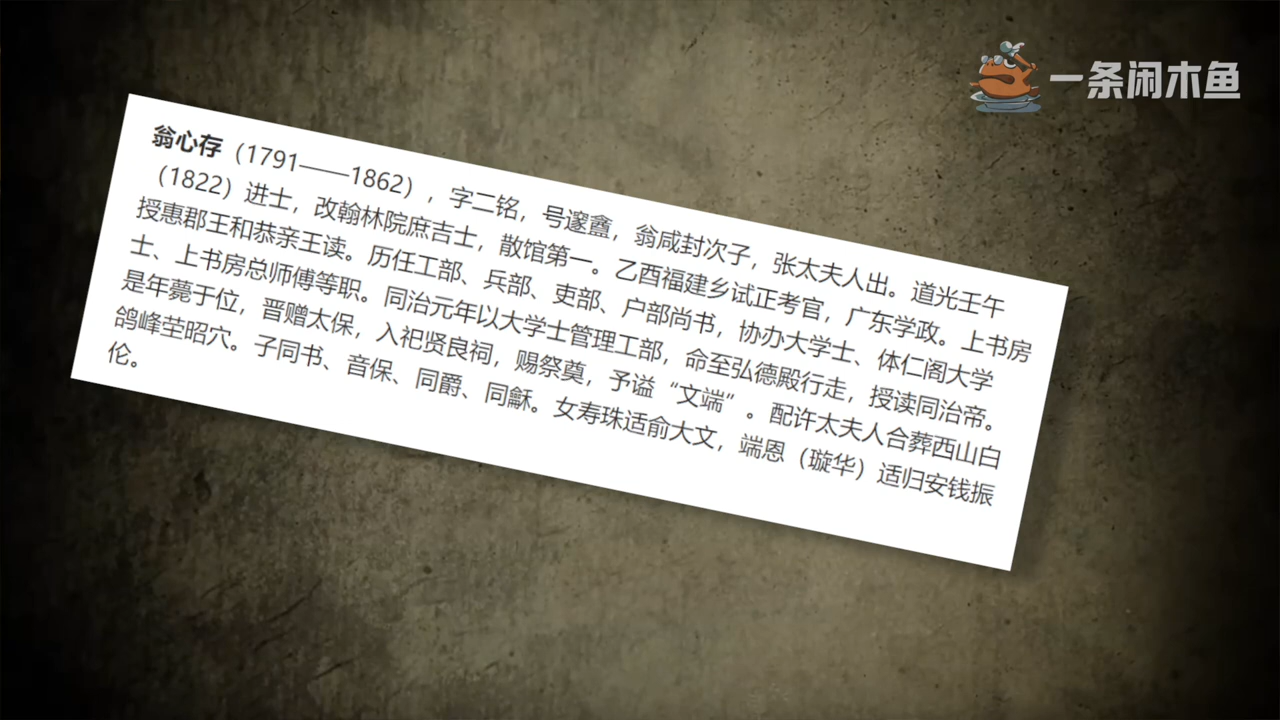 一条闲木鱼
翁心存（1791——1862），字二铭，号邃盦，翁咸封次子，张太夫人出。道光壬午
（1822）进士，改翰林院庶吉士，散馆第一。乙酉福建乡试正考官，广东学政。上书房
授惠郡王和恭亲王读。历任工部、兵部、吏部、户部尚书，协办大学士、体仁阁大学
士、上书房总师傅等职。同治元年以大学士管理工部，命至弘德殿行走，授读同治帝。
是年薨于位，晋赠太保，入祀贤良祠，赐祭奠，予谥“文端”。配许太夫人合葬西山白
鸽峰茔昭穴。子同书、音保、同爵、同龢。女寿珠适俞大文，端恩（璇华）适归安钱振
伦。